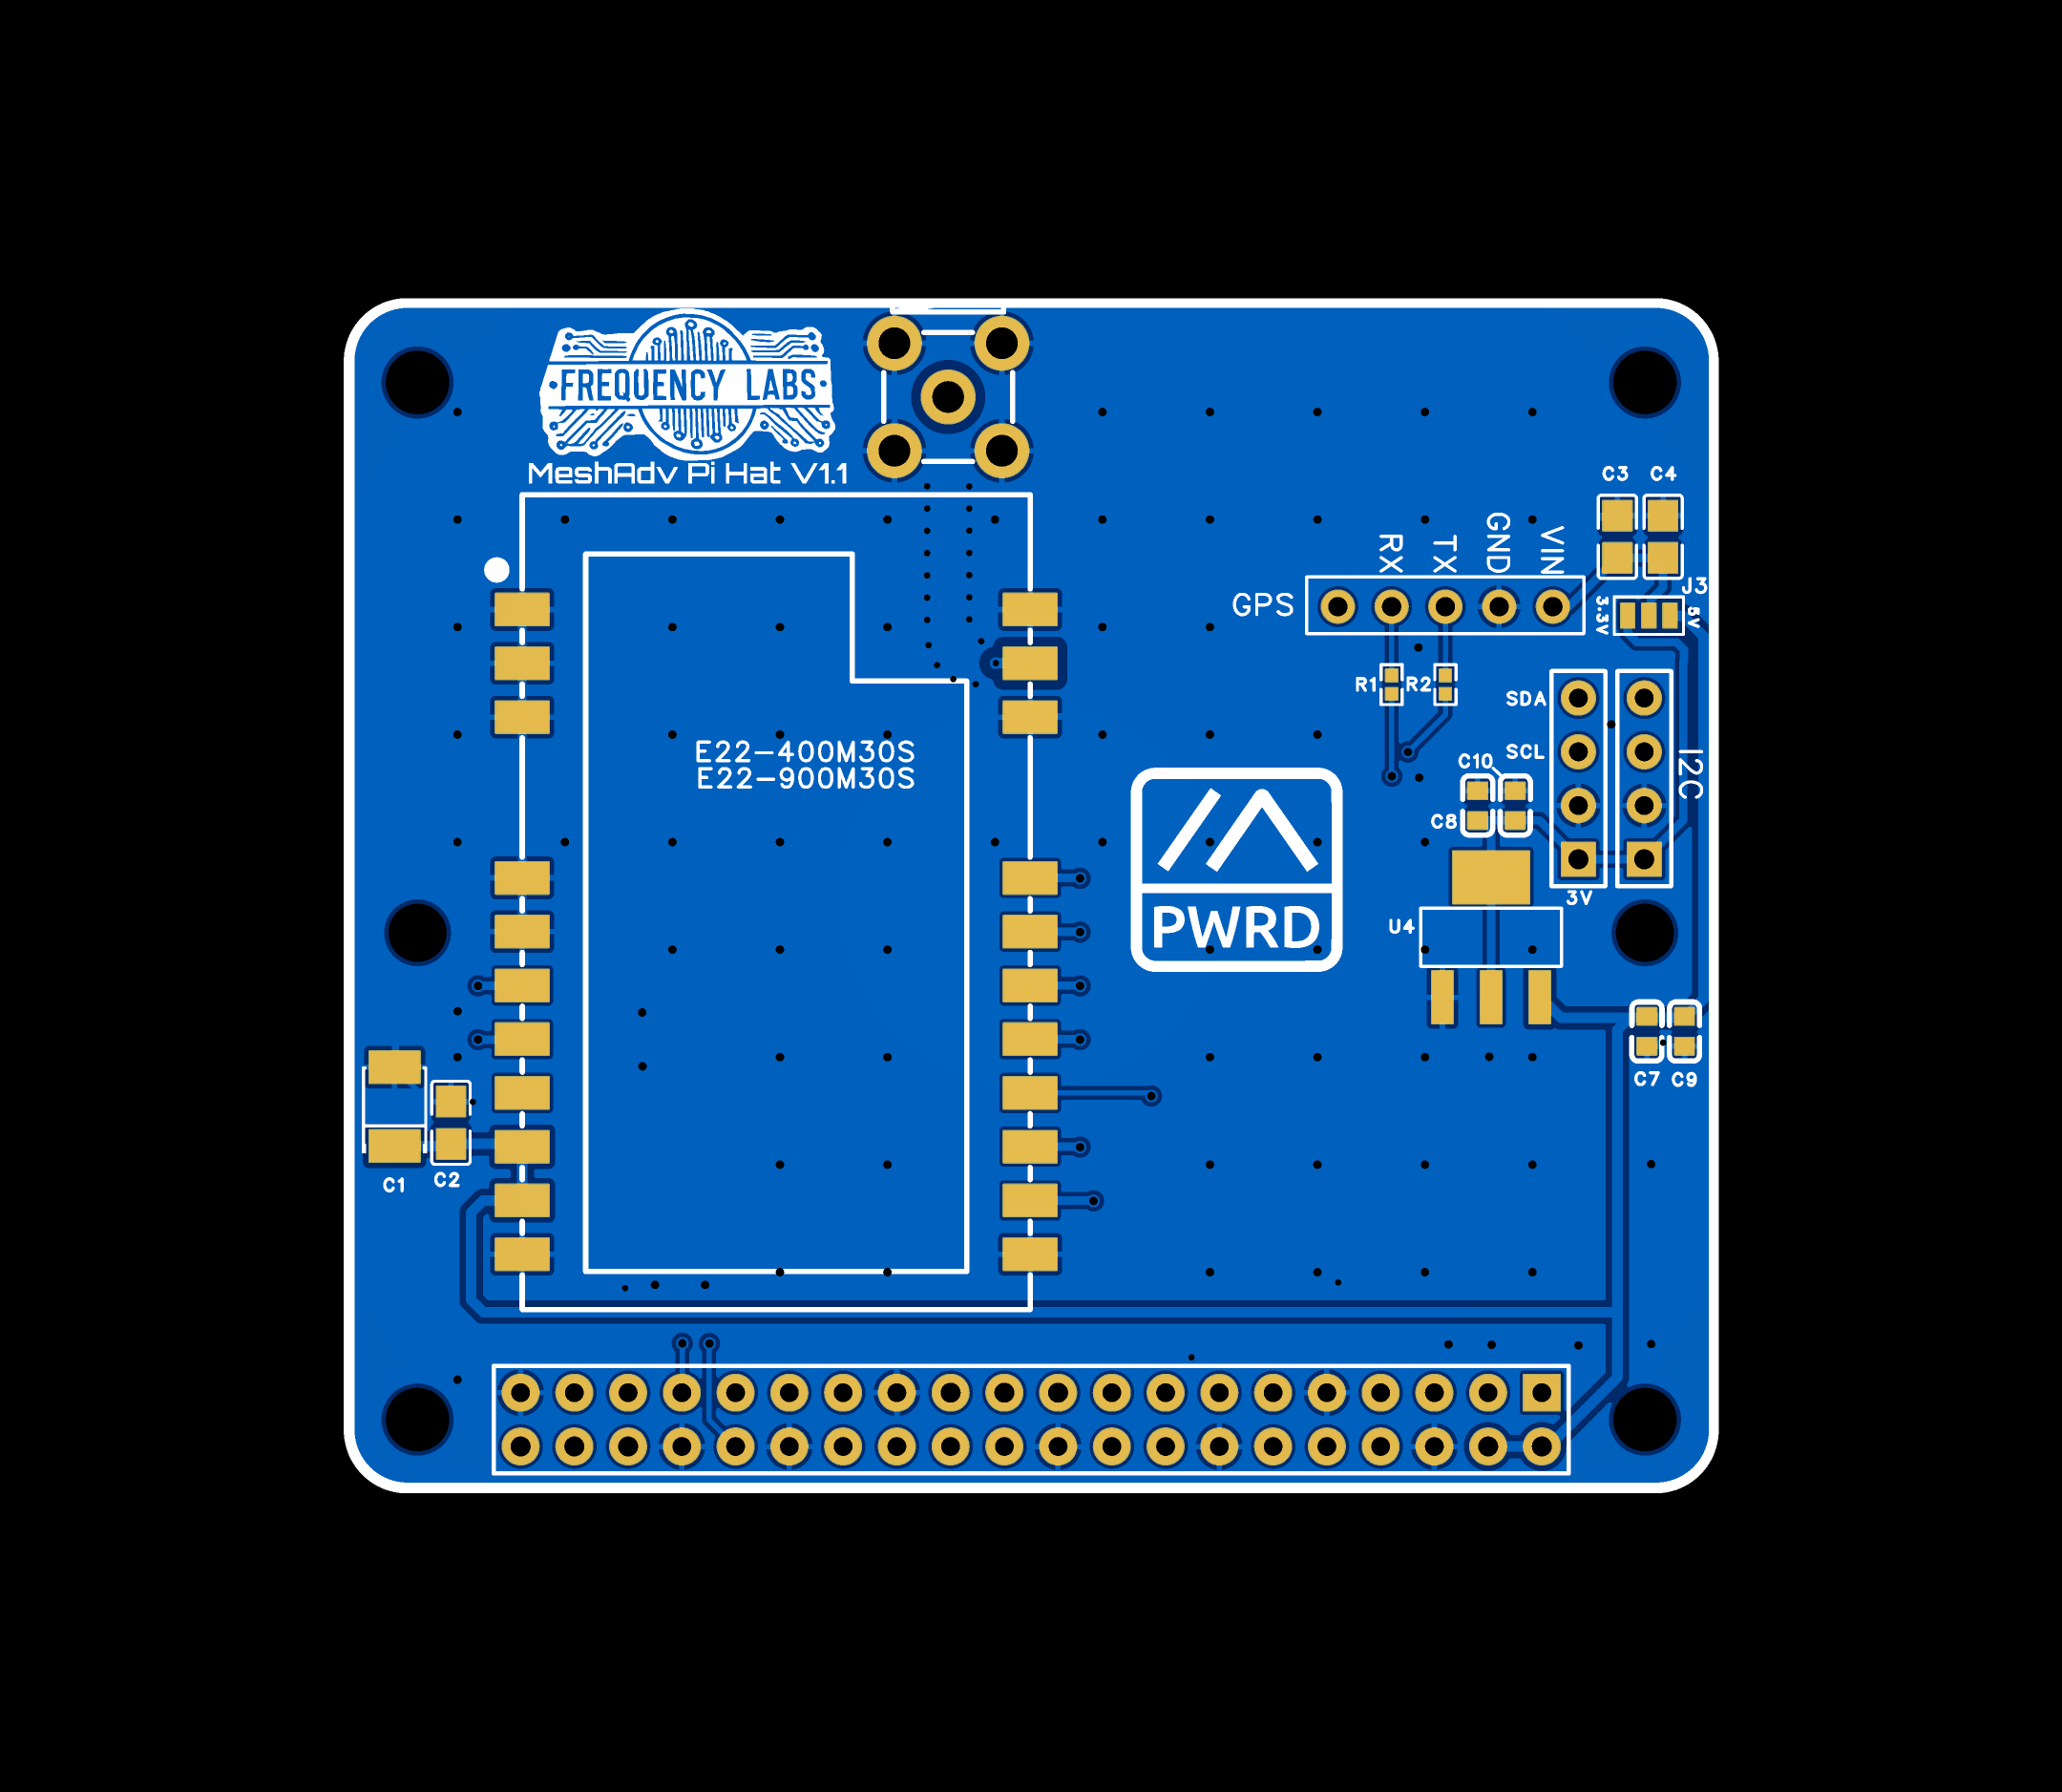 FREQUENCY LABS
MeshAdv Pi Hat V1.1
C3 C4
RX TX GND VIN
GPS
J3
3.3V 5V
R1 R2
SDA
SCL
I2C
E22-400M30S
E22-900M30S
C10
C8
3V
U4
PWRD
C7 C9
C1 C2